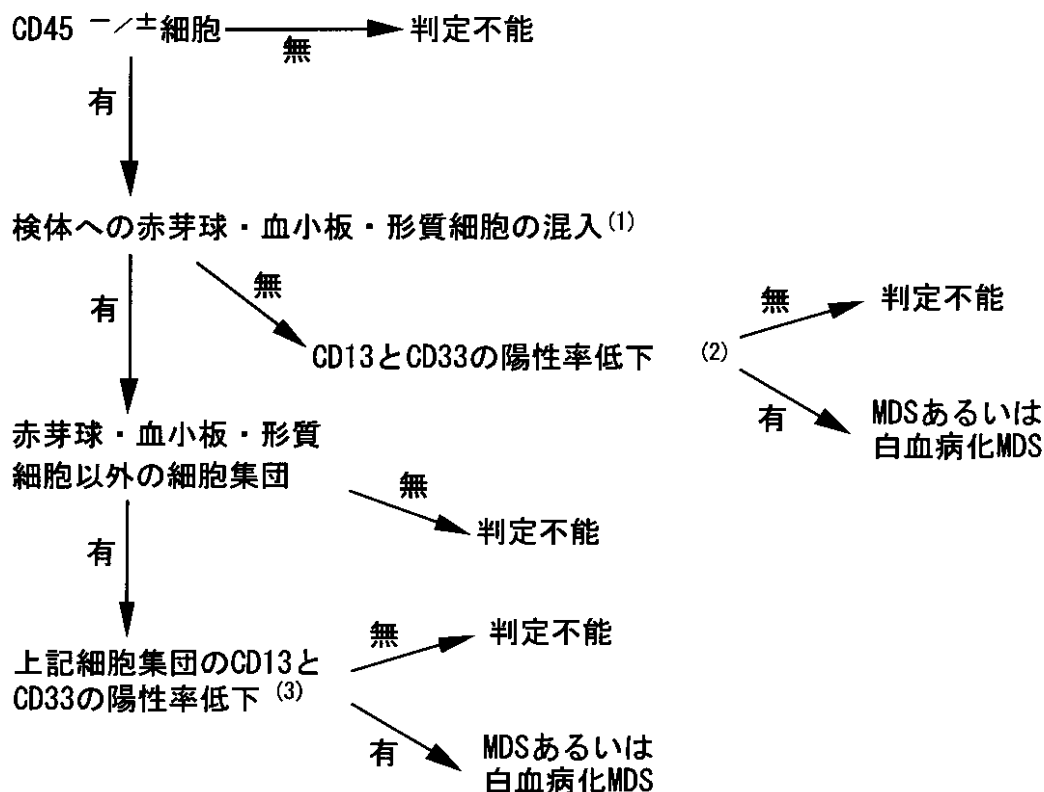 CD45 －／±細胞
無
判定不能
有
検体への赤芽球・血小板・形質細胞の混入(1)
有
無
CD13とCD33の陽性率低下 (2)
無
判定不能
有
MDSあるいは
白血病化MDS
赤芽球・血小板・形質
細胞以外の細胞集団
無
判定不能
有
上記細胞集団のCD13と
CD33の陽性率低下 (3)
無
判定不能
有
MDSあるいは
白血病化MDS